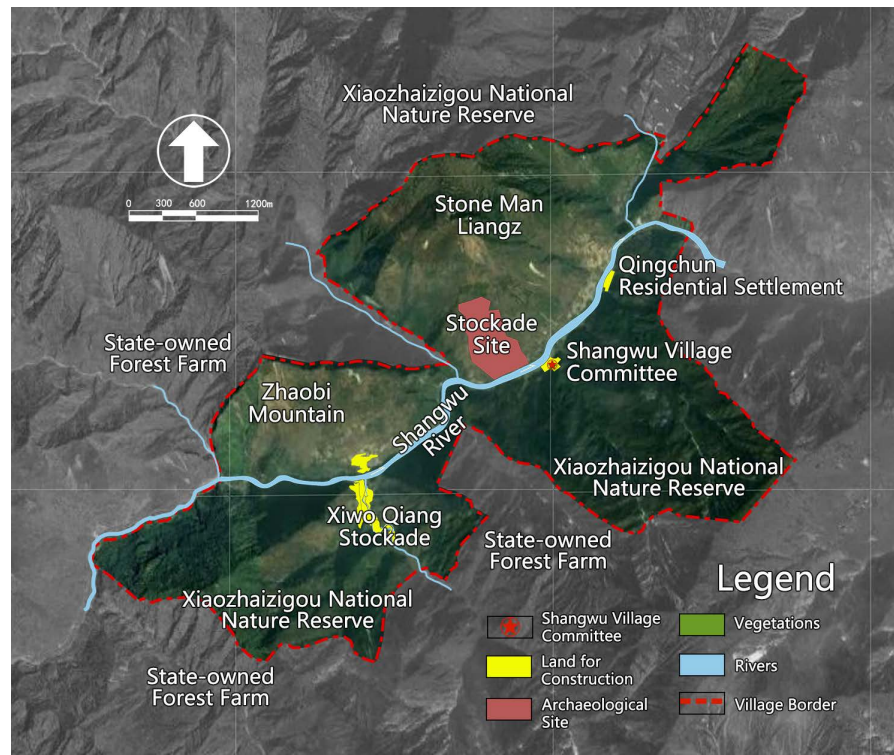 Xiaozhaizigou National
Nature Reserve
0 300 600 1200m
Stone Man
Liangz
Qingchun
Residential Settlement
Stockade
Site
State-owned
Forest Farm
Shangwu Village
Committee
Zhaobi
Mountain
Shangwu
River
Xiaozhaizigou National
Nature Reserve
Xiwo Qiang
Stockade
State-owned
Forest Farm
Xiaozhaizigou National
Nature Reserve
State-owned
Forest Farm
Legend
Shangwu Village
Committee
Vegetations
Land for
Construction
Rivers
Archaeological
Site
Village Border